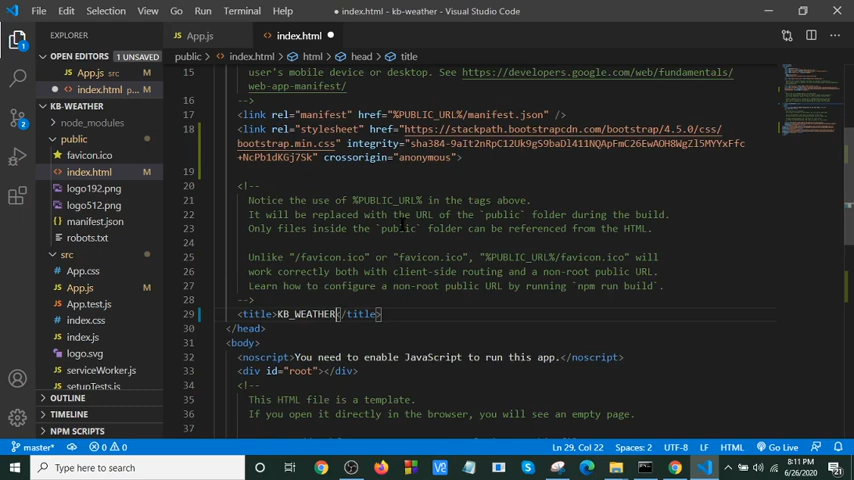 File Edit Selection View Go Run Terminal Help
● index.html - kb-weather - Visual Studio Code
EXPLORER
OPEN EDITORS 1 UNSAVED
JS App.js src M
● index.html p... M
KB-WEATHER
node_modules
public
favicon.ico
index.html M
logo192.png
logo512.png
manifest.json
robots.txt
src
App.css
JS App.js M
JS App.test.js
index.css
JS index.js
logo.svg
JS serviceWorker.js
JS setupTests.js
OUTLINE
TIMELINE
NPM SCRIPTS
1
2
JS App.js
index.html ●
public > index.html > html > head > title
15 user's mobile device or desktop. See https://developers.google.com/web/fundamentals/
web-app-manifest/
16 -->
17 <link rel="manifest" href="%PUBLIC_URL%/manifest.json" />
18 <link rel="stylesheet" href="https://stackpath.bootstrapcdn.com/bootstrap/4.5.0/css/
bootstrap.min.css" integrity="sha384-9aIt2nRpC12Uk9gS9baDl411NQApFmC26EwAOH8WgZl5MYYxFfc
+NcPb1dKGj7Sk" crossorigin="anonymous">
19
20 <!--
21 Notice the use of %PUBLIC_URL% in the tags above.
22 It will be replaced with the URL of the `public` folder during the build.
23 Only files inside the `public` folder can be referenced from the HTML.
24
25 Unlike "/favicon.ico" or "favicon.ico", "%PUBLIC_URL%/favicon.ico" will
26 work correctly both with client-side routing and a non-root public URL.
27 Learn how to configure a non-root public URL by running `npm run build`.
28 -->
29 <title>KB_WEATHER</title>
30 </head>
31 <body>
32 <noscript>You need to enable JavaScript to run this app.</noscript>
33 <div id="root"></div>
34 <!--
35 This HTML file is a template.
36 If you open it directly in the browser, you will see an empty page.
37
master* 0 0 Ln 29, Col 22 Spaces: 2 UTF-8 LF HTML Go Live
Type here to search
V2
S
8:11 PM
6/26/2020
21